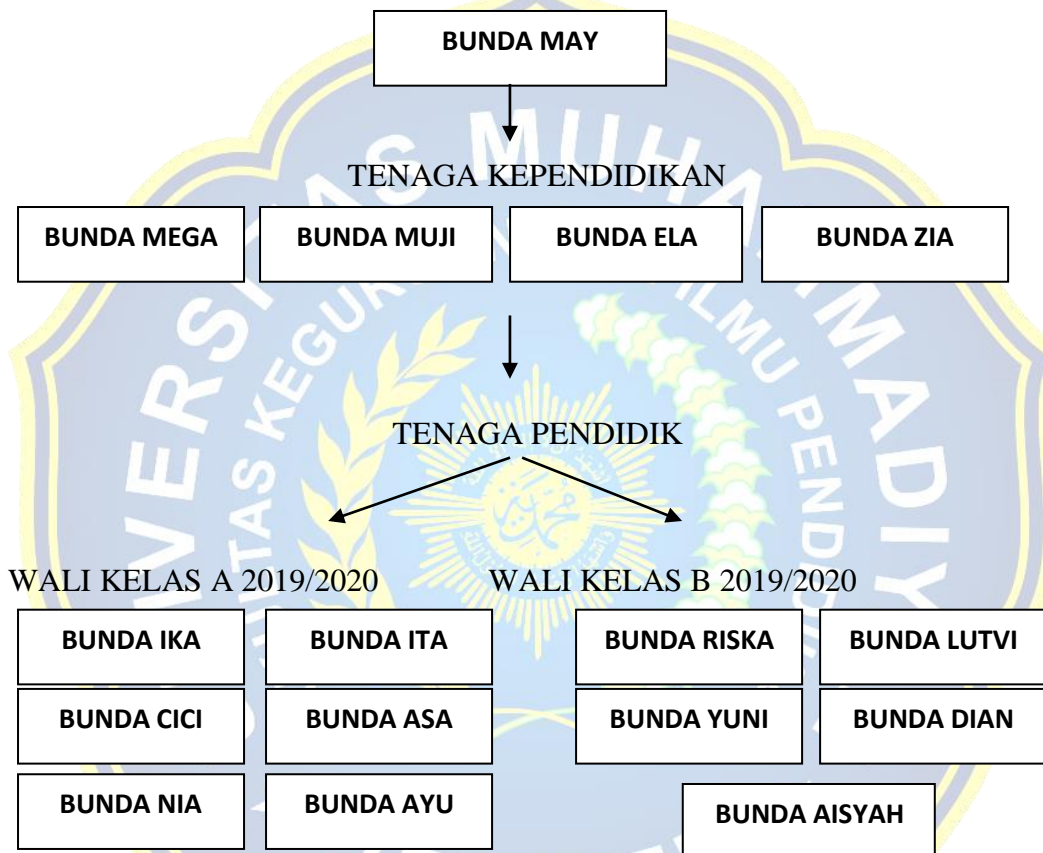 BUNDA MAY
TENAGA KEPENDIDIKAN
BUNDA MEGA
BUNDA MUJI
BUNDA ELA
BUNDA ZIA
TENAGA PENDIDIK
WALI KELAS A 2019/2020
WALI KELAS B 2019/2020
BUNDA IKA
BUNDA ITA
BUNDA RISKA
BUNDA LUTVI
BUNDA CICI
BUNDA ASA
BUNDA YUNI
BUNDA DIAN
BUNDA NIA
BUNDA AYU
BUNDA AISYAH